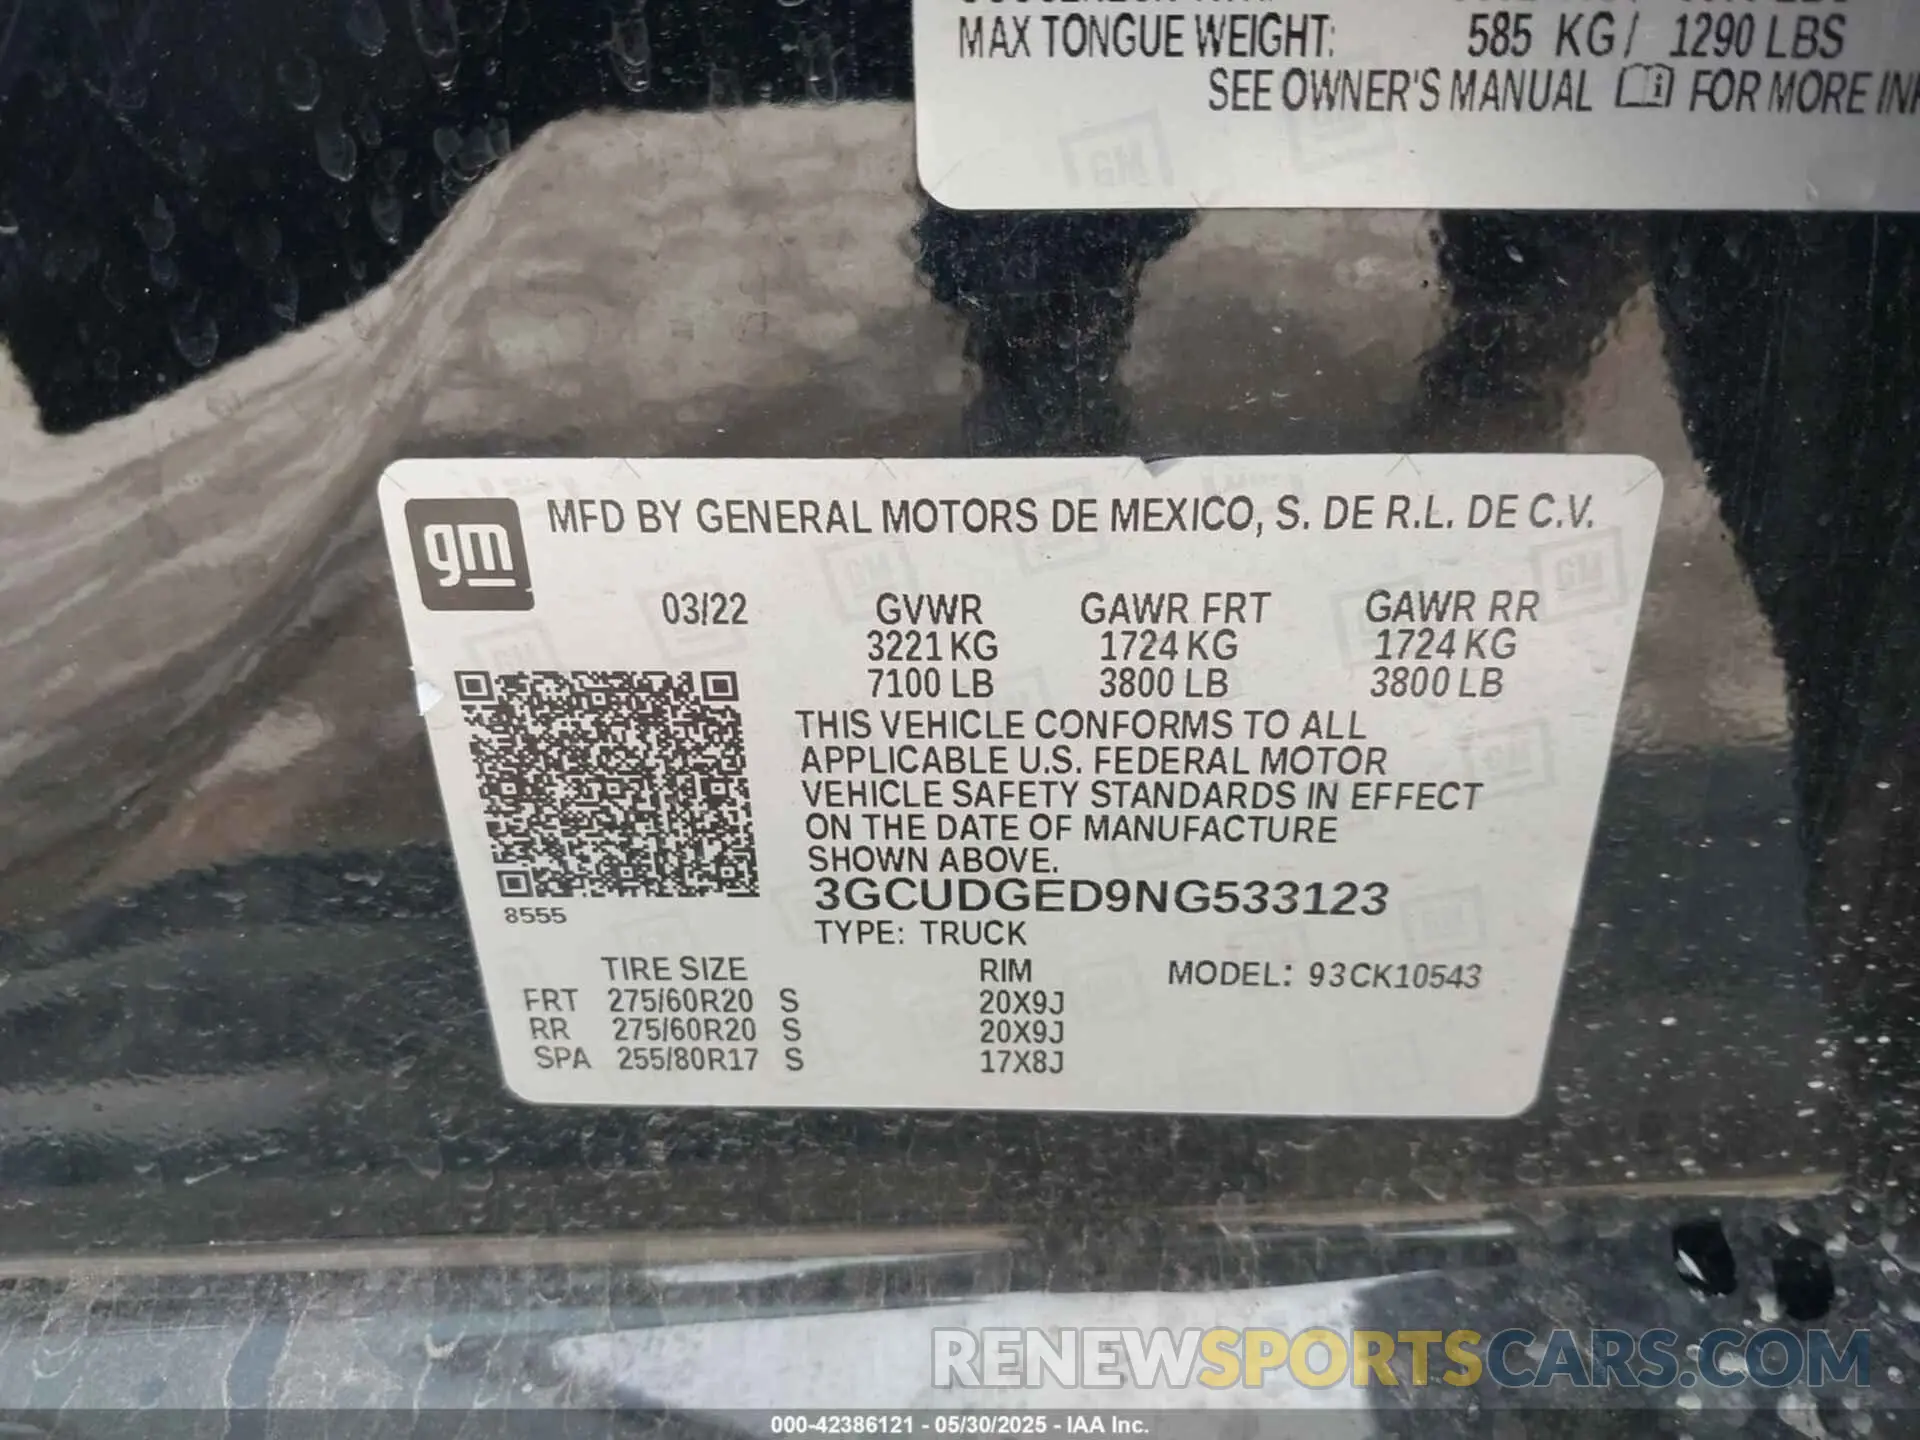 MAX TONGUE WEIGHT: 585 KG / 1290 LBS
SEE OWNER'S MANUAL FOR MORE
gm MFD BY GENERAL MOTORS DE MEXICO, S. DE R.L. DE C.V.
03/22 GVWR GAWR FRT GAWR RR
3221 KG 1724 KG 1724 KG
7100 LB 3800 LB 3800 LB
THIS VEHICLE CONFORMS TO ALL
APPLICABLE U.S. FEDERAL MOTOR
VEHICLE SAFETY STANDARDS IN EFFECT
ON THE DATE OF MANUFACTURE
SHOWN ABOVE.
3GCUDGED9NG533123
8555
TYPE: TRUCK
TIRE SIZE RIM MODEL: 93CK10543
FRT 275/60R20 S 20X9J
RR 275/60R20 S 20X9J
SPA 255/80R17 S 17X8J
RENEWSPORTSCARS.COM
000-42386121 - 05/30/2025 - IAA Inc.